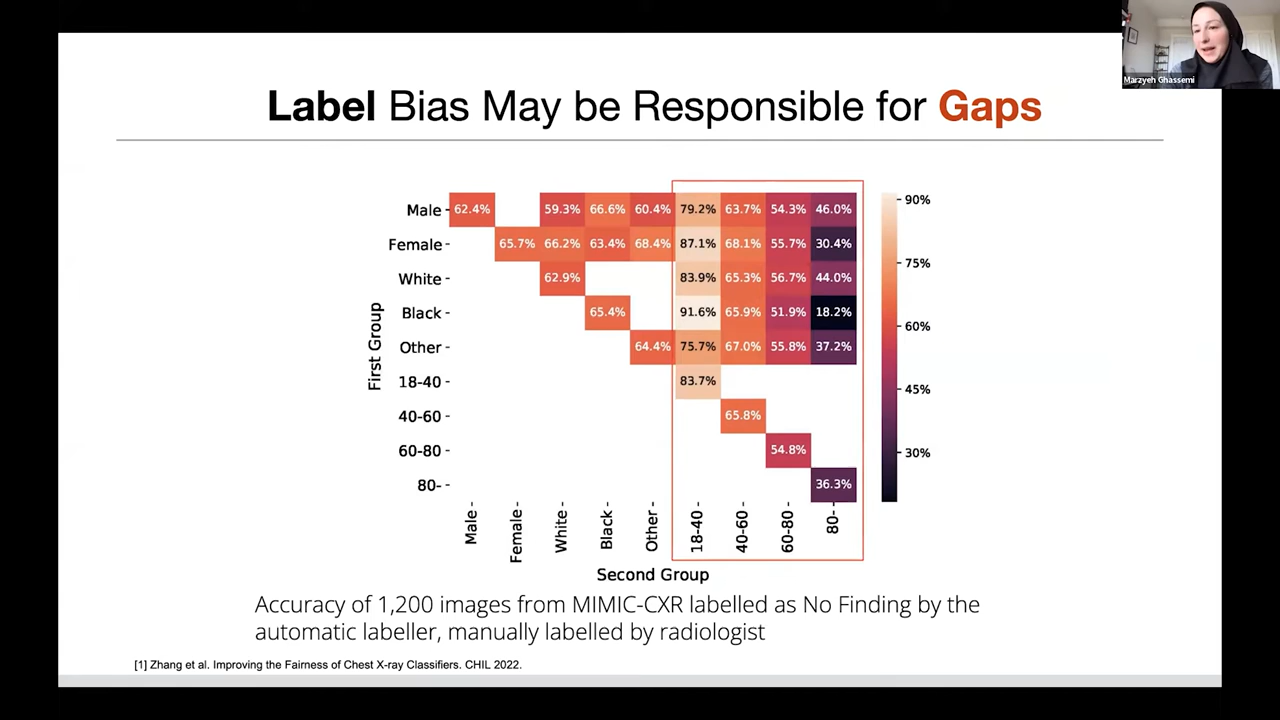 Marzyeh Ghassemi
Label Bias May be Responsible for Gaps
Male - 62.4% 59.3% 66.6% 60.4% 79.2% 63.7% 54.3% 46.0%
Female - 65.7% 66.2% 63.4% 68.4% 87.1% 68.1% 55.7% 30.4%
White - 62.9% 83.9% 65.3% 56.7% 44.0%
Black - 65.4% 91.6% 65.9% 51.9% 18.2%
Other - 64.4% 75.7% 67.0% 55.8% 37.2%
18-40 - 83.7%
40-60 - 65.8%
60-80 - 54.8%
80- - 36.3%
First Group
Male - Female - White - Black - Other - 18-40 - 40-60 - 60-80 - 80- -
Second Group
- 90%
- 75%
- 60%
- 45%
- 30%
Accuracy of 1,200 images from MIMIC-CXR labelled as No Finding by the
automatic labeller, manually labelled by radiologist
[1] Zhang et al. Improving the Fairness of Chest X-ray Classifiers. CHIL 2022.